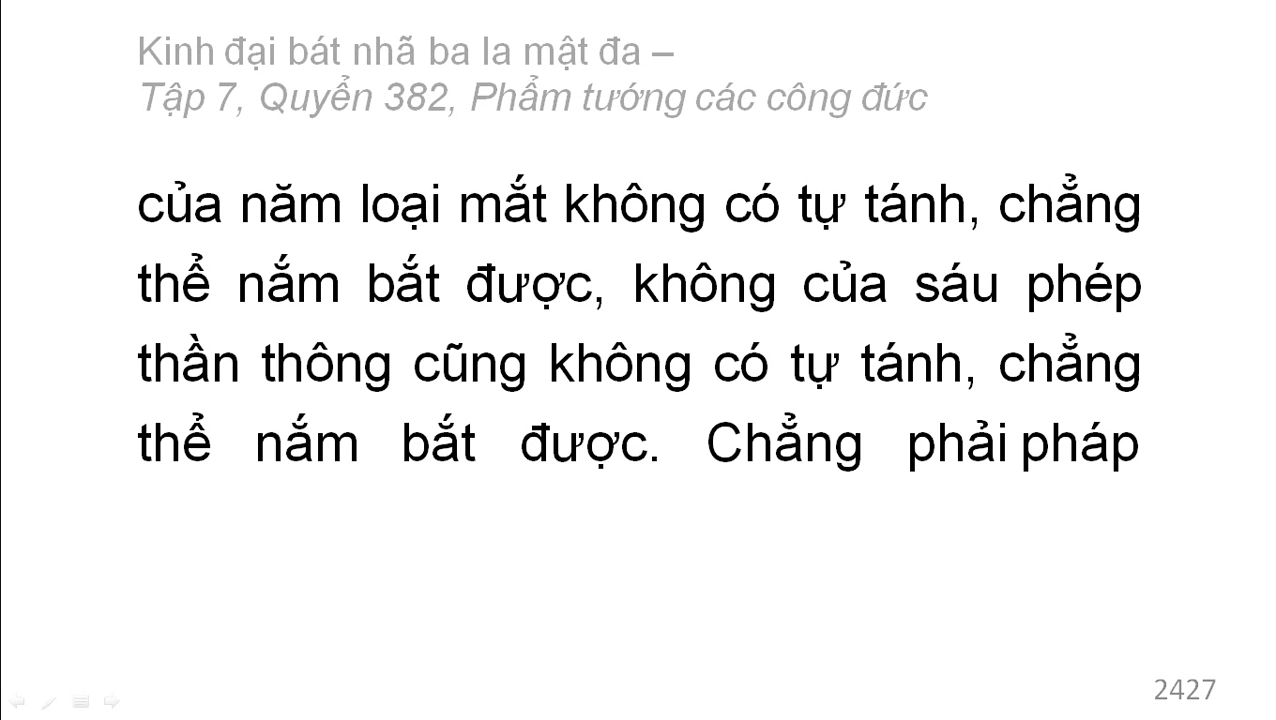 Kinh đại bát nhã ba la mật đa –
Tập 7, Quyển 382, Phẩm tướng các công đức
của năm loại mắt không có tự tánh, chẳng
thể nắm bắt được, không của sáu phép
thần thông cũng không có tự tánh, chẳng
thể nắm bắt được. Chẳng phải pháp
2427